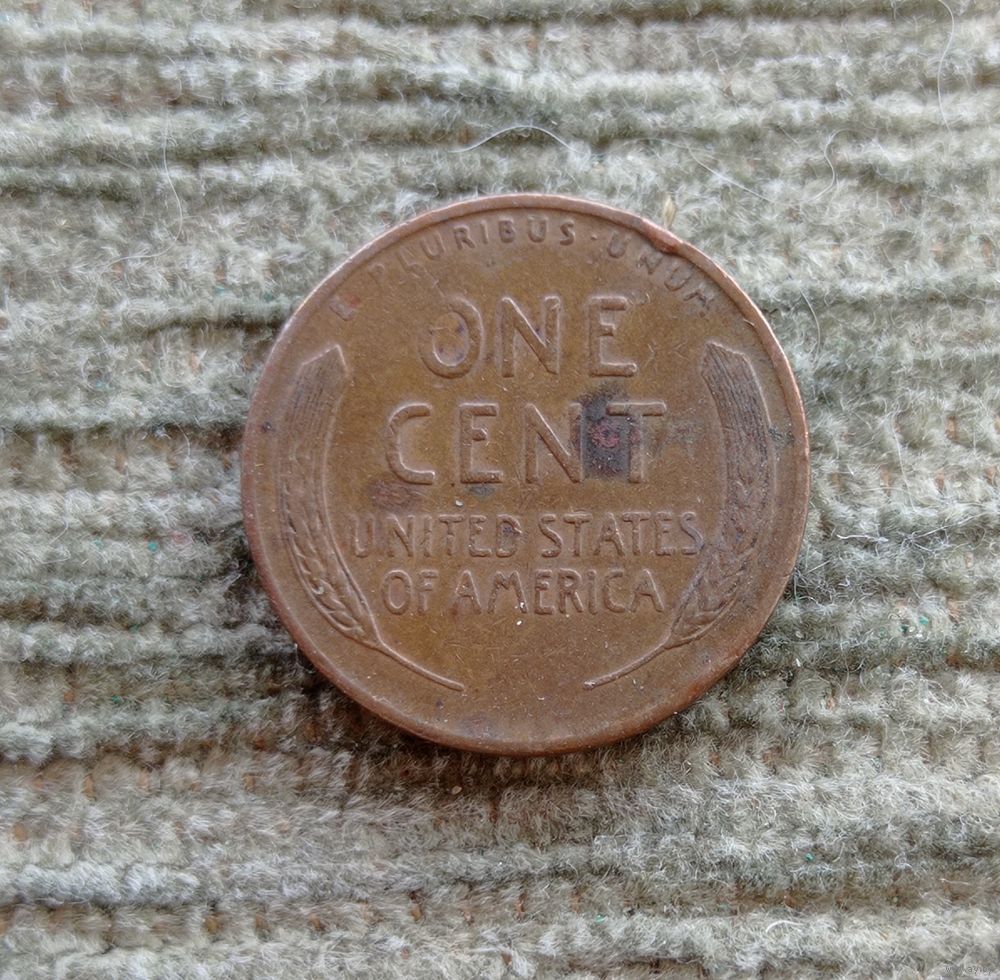 E PLURIBUS · UNUM
ONE
CENT
UNITED STATES
OF AMERICA